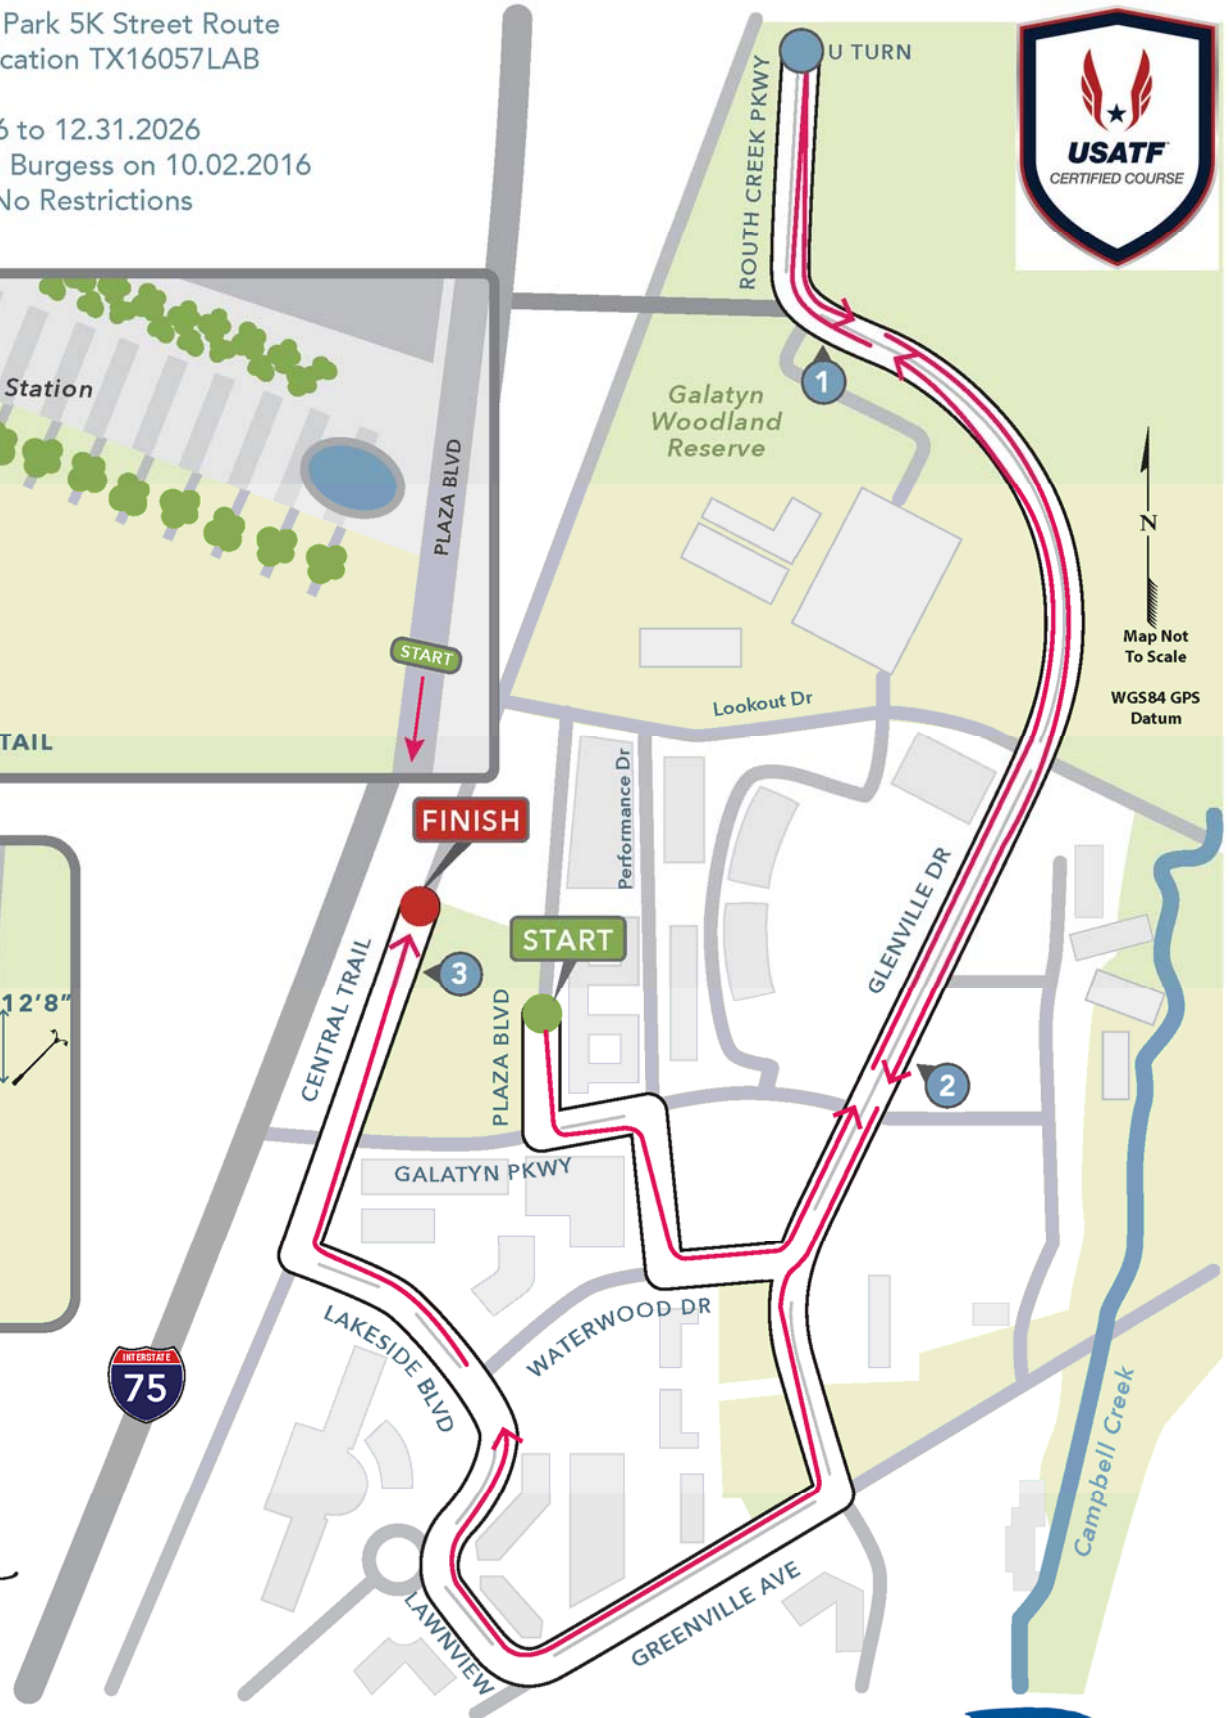 Park 5K Street Route
cation TX16057LAB
6 to 12.31.2026
Burgess on 10.02.2016
No Restrictions
U TURN
ROUTH CREEK PKWY
USATF
CERTIFIED COURSE
Station
PLAZA BLVD
START
TAIL
1
Galatyn
Woodland
Reserve
N
Map Not
To Scale
WGS84 GPS
Datum
Lookout Dr
Performance Dr
FINISH
START
3
CENTRAL TRAIL
PLAZA BLVD
GLENVILLE DR
12'8"
2
GALATYN PKWY
WATERWOOD DR
LAKESIDE BLVD
INTERSTATE
75
Campbell Creek
LAWNVIEW
GREENVILLE AVE